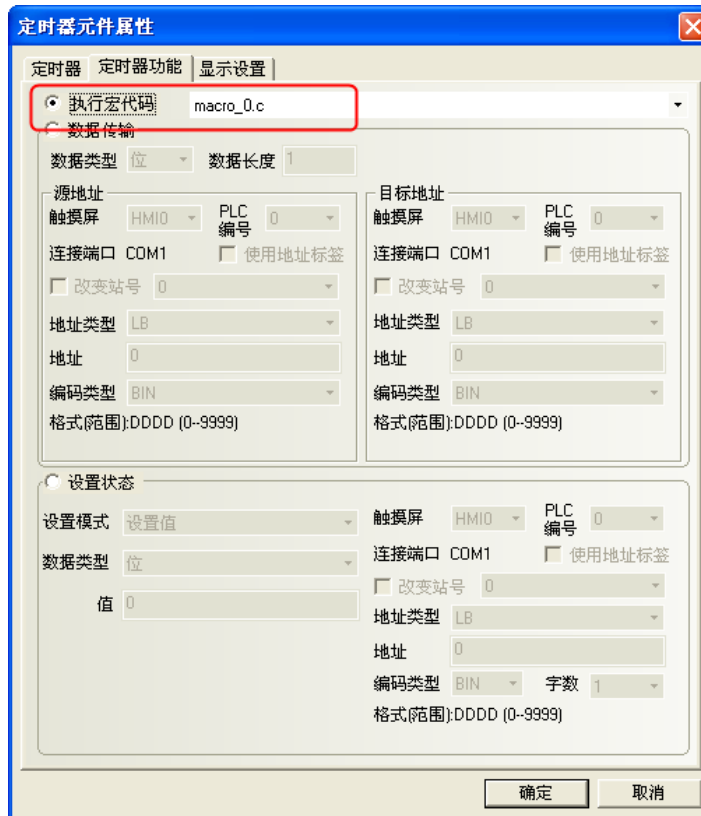 定时器元件属性
定时器 定时器功能 显示设置
执行宏代码 macro_0.c
数据传输
数据类型 位 数据长度 1
源地址
触摸屏 HMI0 PLC编号 0
连接端口 COM1 使用地址标签
改变站号 0
地址类型 LB
地址 0
编码类型 BIN
格式(范围):DDDD (0--9999)
目标地址
触摸屏 HMI0 PLC编号 0
连接端口 COM1 使用地址标签
改变站号 0
地址类型 LB
地址 0
编码类型 BIN
格式(范围):DDDD (0--9999)
设置状态
设置模式 设置值
数据类型 位
值 0
触摸屏 HMI0 PLC编号 0
连接端口 COM1 使用地址标签
改变站号 0
地址类型 LB
地址 0
编码类型 BIN 字数 1
格式(范围):DDDD (0--9999)
确定 取消